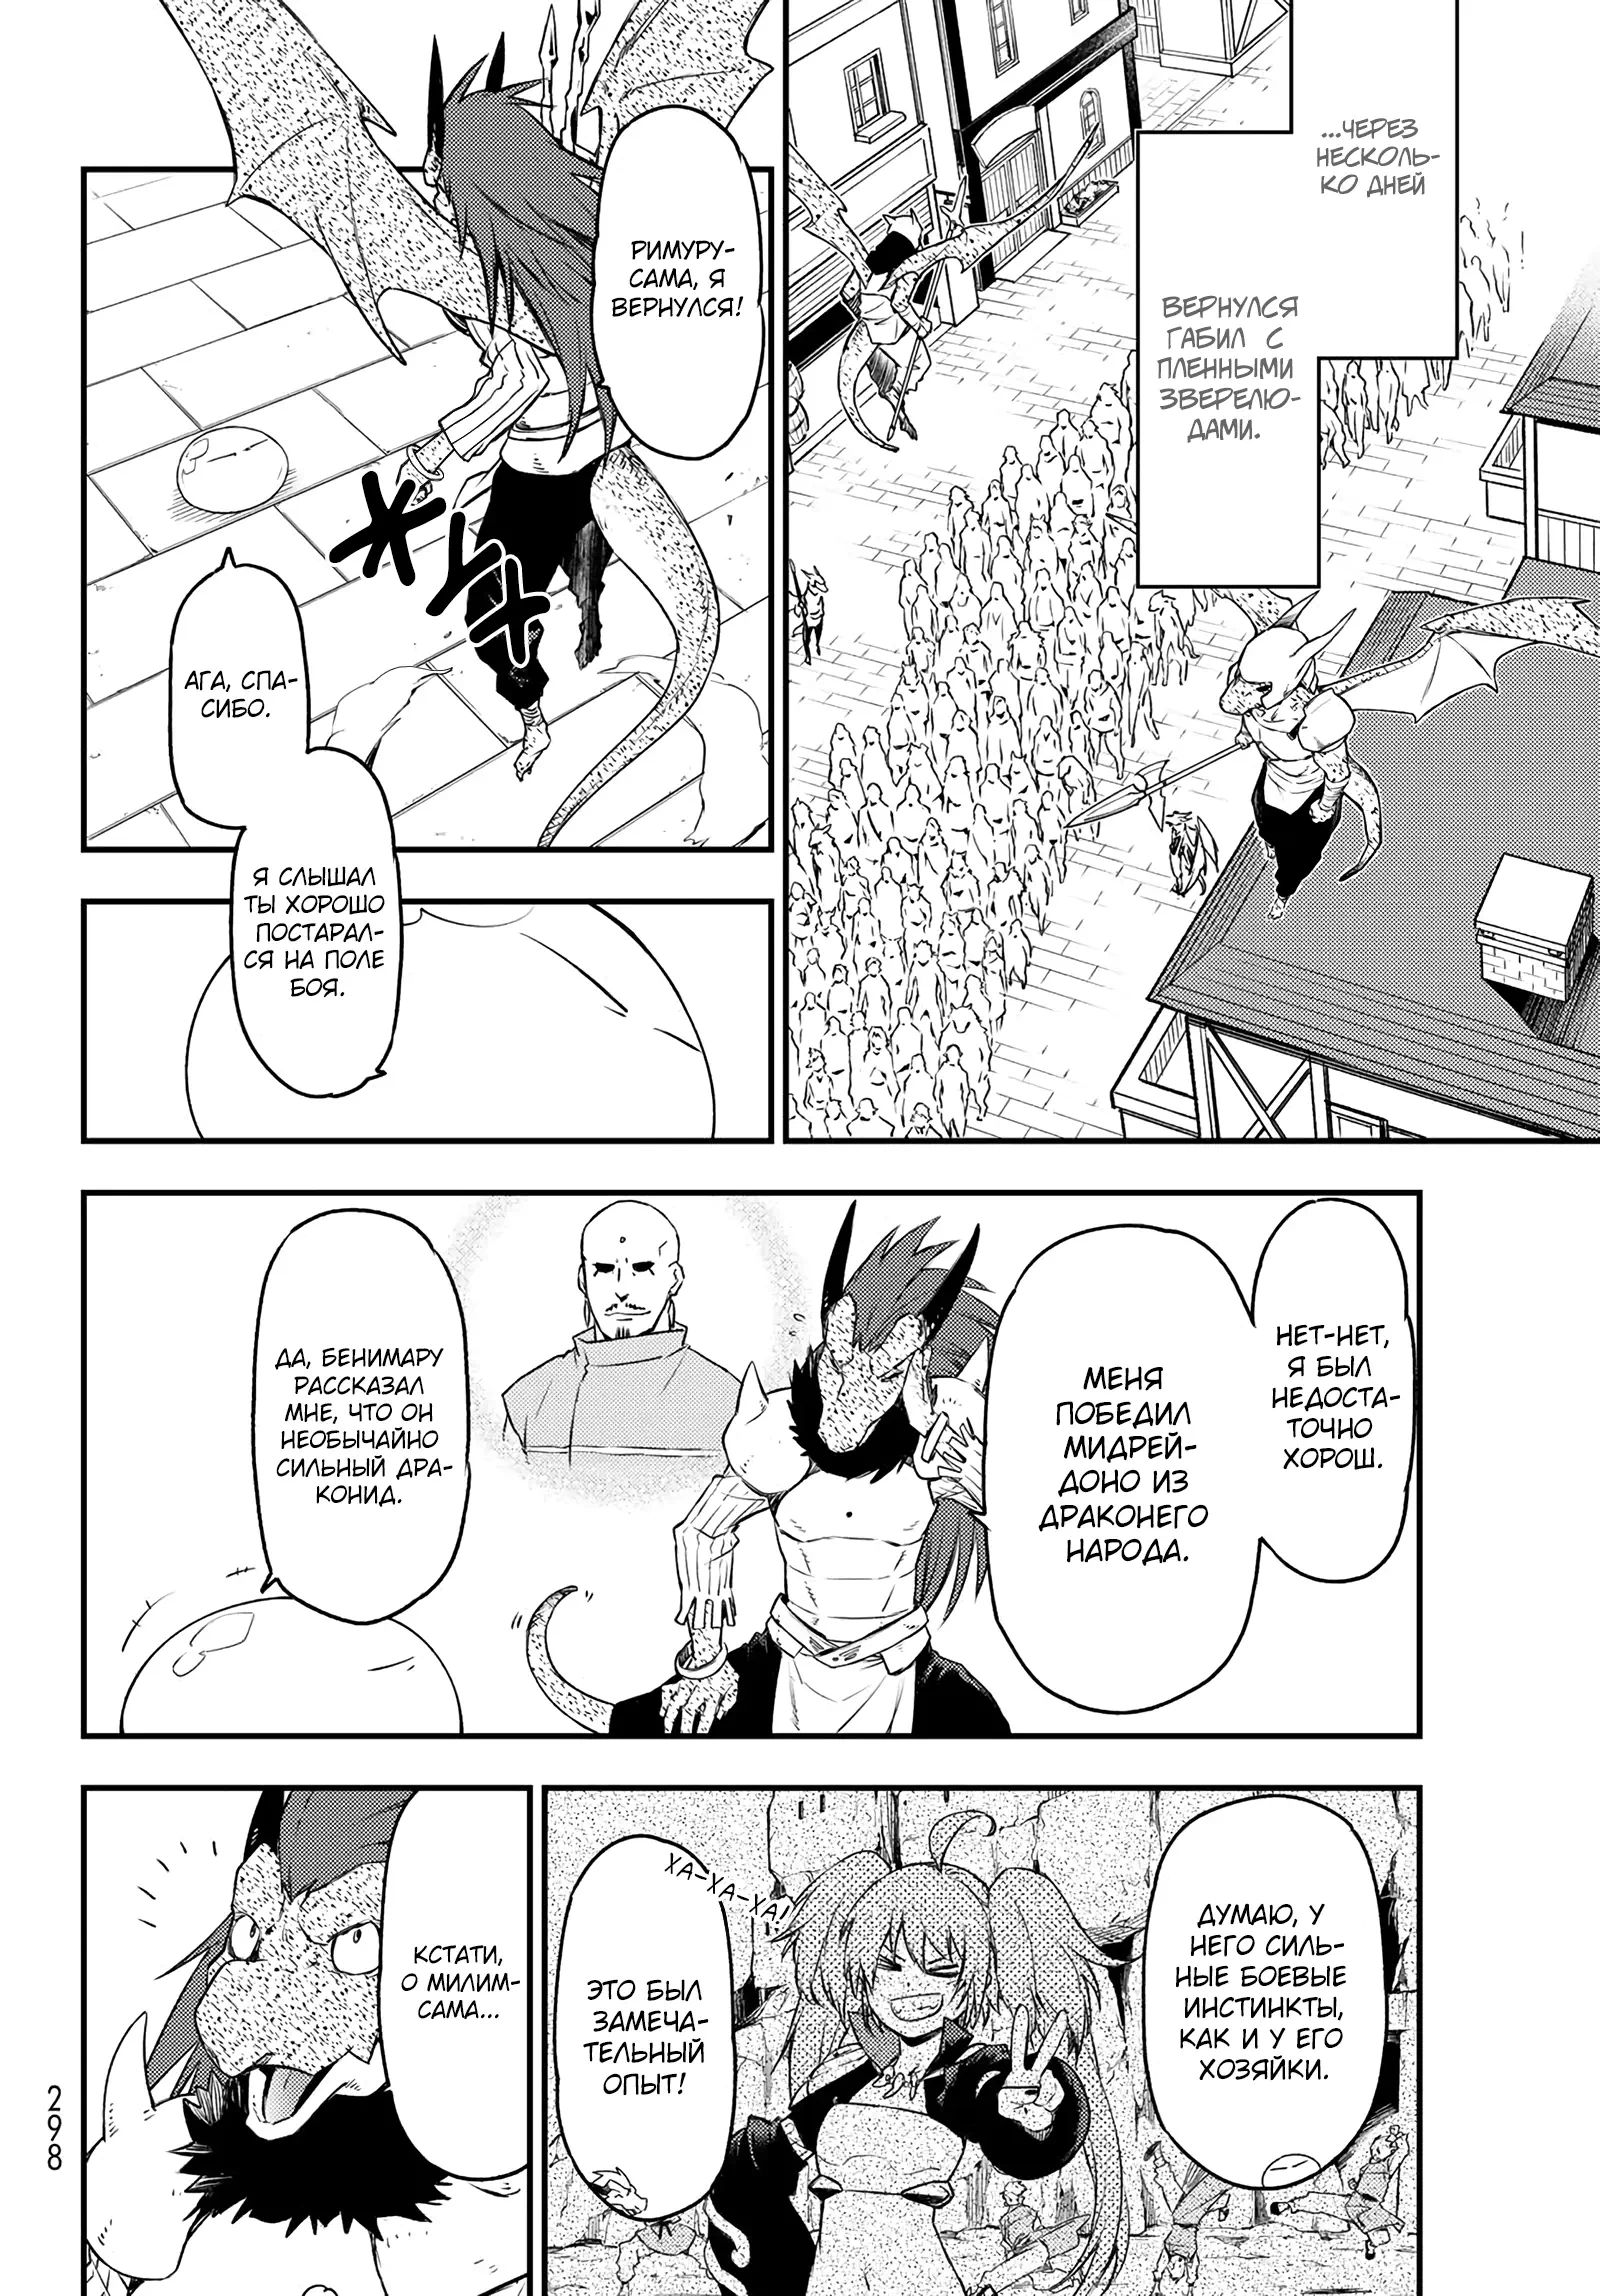 ...ЧЕРЕЗ
НЕСКОЛЬ-
КО ДНЕЙ
ВЕРНУЛСЯ
ГАБИЛ С
ПЛЕННЫМИ
ЗВЕРЕЛЮ-
ДАМИ.
РИМУРУ-
САМА, Я
ВЕРНУЛСЯ!
ЖУХ
АГА, СПА-
СИБО.
Я СЛЫШАЛ
ТЫ ХОРОШО
ПОСТАРАЛ-
СЯ НА ПОЛЕ
БОЯ.
НЕТ-НЕТ,
Я БЫЛ
НЕДОСТА-
ТОЧНО
ХОРОШ.
МЕНЯ
ПОБЕДИЛ
МИДРЕЙ-
ДОНО ИЗ
ДРАКОНЕГО
НАРОДА.
ДА, БЕНИМАРУ
РАССКАЗАЛ
МНЕ, ЧТО ОН
НЕОБЫЧАЙНО
СИЛЬНЫЙ ДРА-
КОНИД.
ДУМАЮ, У
НЕГО СИЛЬ-
НЫЕ БОЕВЫЕ
ИНСТИНКТЫ,
КАК И У ЕГО
ХОЗЯЙКИ.
ХА-ХА-ХА!
ЭТО БЫЛ
ЗАМЕЧА-
ТЕЛЬНЫЙ
ОПЫТ!
КСТАТИ,
О МИЛИМ-
САМА...
298